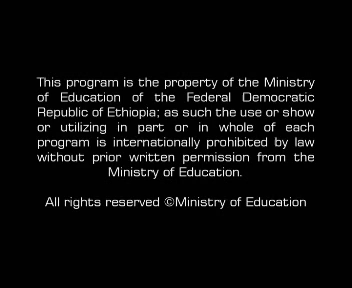 This program is the property of the Ministry
of Education of the Federal Democratic
Republic of Ethiopia; as such the use or show
or utilizing in part or in whole of each
program is internationally prohibited by law
without prior written permission from the
Ministry of Education.
All rights reserved ©Ministry of Education